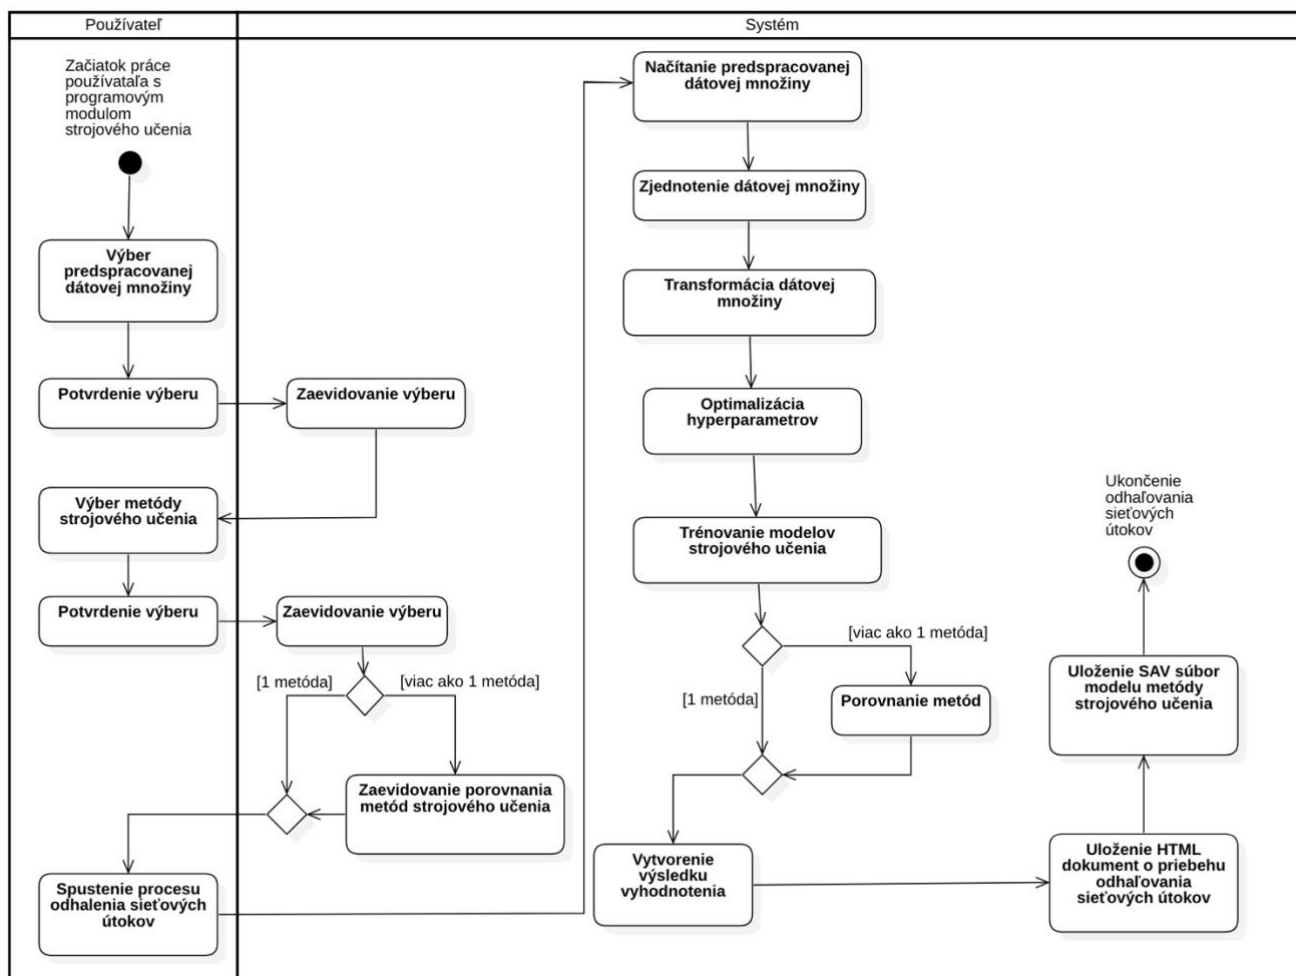 Používateľ
Systém
Začiatok práce
používataľa s
programovým
modulom
strojového učenia
Výber
predspracovanej
dátovej množiny
Potvrdenie výberu
Zaevidovanie výberu
Výber metódy
strojového učenia
Potvrdenie výberu
Zaevidovanie výberu
[1 metóda]
[viac ako 1 metóda]
Zaevidovanie porovnania
metód strojového učenia
Spustenie procesu
odhalenia sieťových
útokov
Načítanie predspracovanej
dátovej množiny
Zjednotenie dátovej množiny
Transformácia dátovej
množiny
Optimalizácia
hyperparametrov
Trénovanie modelov
strojového učenia
[viac ako 1 metóda]
[1 metóda]
Porovnanie metód
Vytvorenie
výsledku
vyhodnotenia
Uloženie HTML
dokument o priebehu
odhaľovania
sieťových útokov
Uloženie SAV súbor
modelu metódy
strojového učenia
Ukončenie
odhaľovania
sieťových
útokov